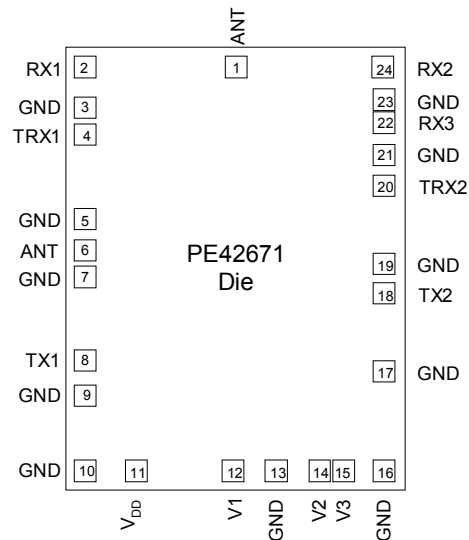 ANT
RX1 2 1 24 RX2
GND 3 23 GND
TRX1 4 22 RX3
21 GND
20 TRX2
GND 5
ANT 6 PE42671 19 GND
GND 7 Die 18 TX2
TX1 8 17 GND
GND 9
GND 10 11 12 13 14 15 16
VDD V1 GND V2 V3 GND